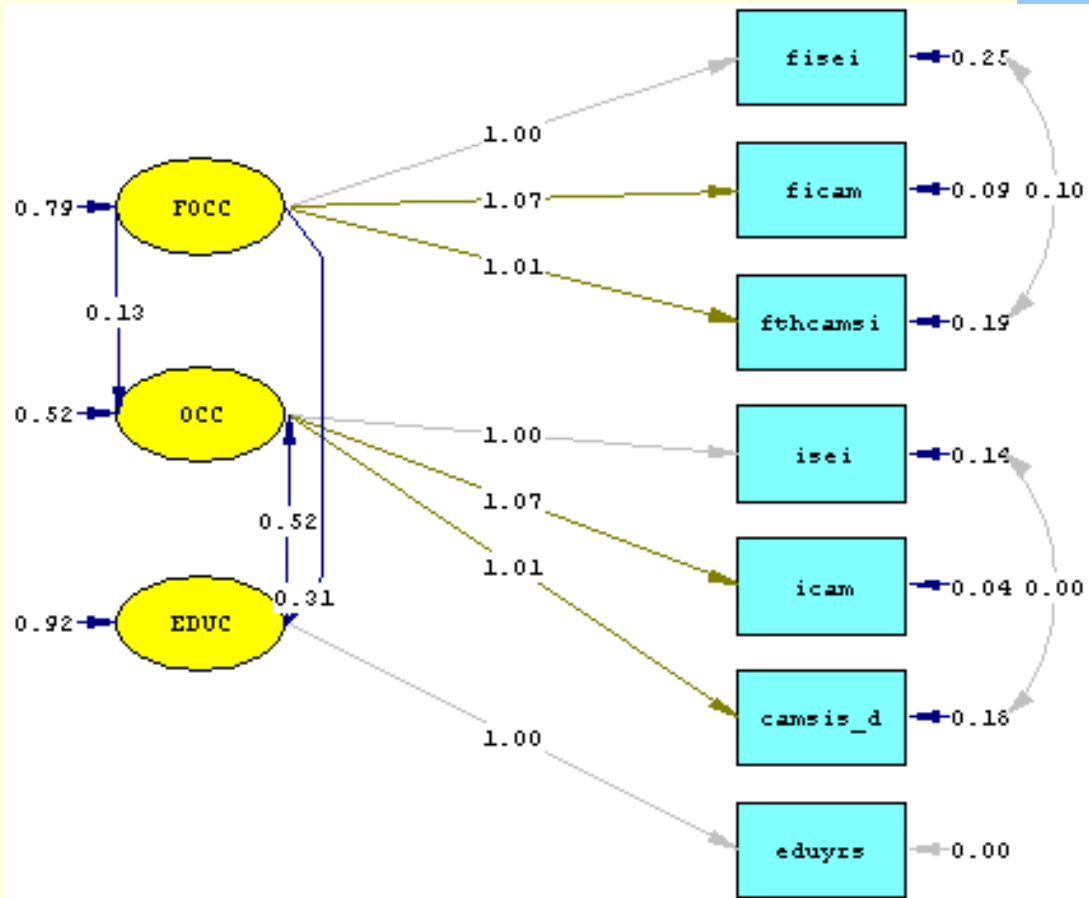 fisei
0.25
1.00
0.79
FOCC
1.07
ficam
0.09
0.10
1.01
0.13
fthcamsi
0.19
0.52
OCC
1.00
isei
0.14
1.07
0.52
1.01
icam
0.04
0.00
0.31
0.92
EDUC
camsis_d
0.18
1.00
eduyrs
0.00